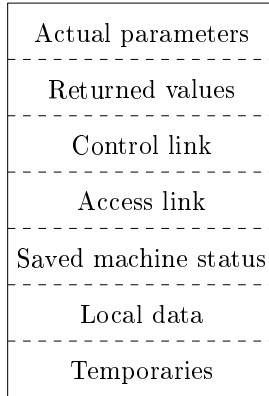 Actual parameters
Returned values
Control link
Access link
Saved machine status
Local data
Temporaries